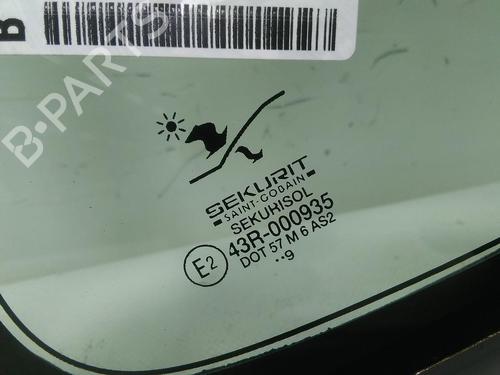 B
B-PARTS
SEKURIT
SAINT-GOBAIN
SEKURISOL
E2
43R-000935
DOT 57 M 6 AS2
..9